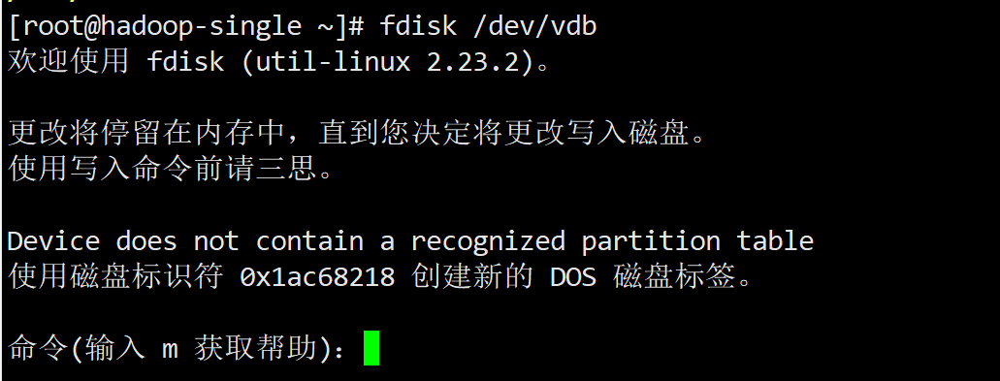 [root@hadoop-single ~]# fdisk /dev/vdb
欢迎使用 fdisk (util-linux 2.23.2)。
更改将停留在内存中，直到您决定将更改写入磁盘。
使用写入命令前请三思。
Device does not contain a recognized partition table
使用磁盘标识符 0x1ac68218 创建新的 DOS 磁盘标签。
命令(输入 m 获取帮助)：